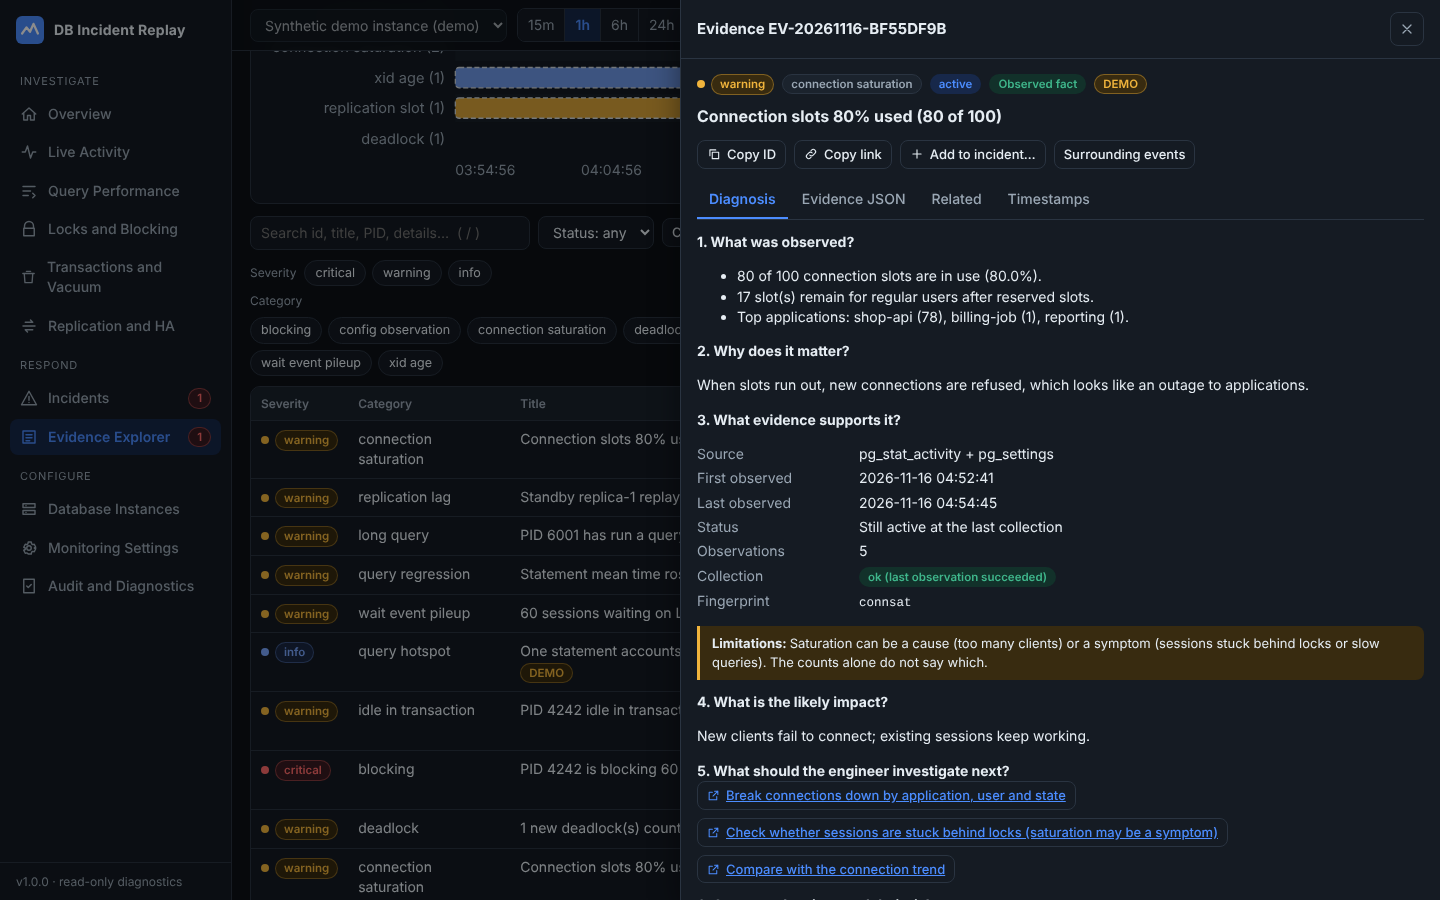 DB Incident Replay
INVESTIGATE
Overview
Live Activity
Query Performance
Locks and Blocking
Transactions and
Vacuum
Replication and HA
RESPOND
Incidents 1
Evidence Explorer 1
CONFIGURE
Database Instances
Monitoring Settings
Audit and Diagnostics
v1.0.0 · read-only diagnostics
Synthetic demo instance (demo) 15m 1h 6h 24h
xid age (1)
replication slot (1)
deadlock (1)
03:54:56 04:04:56
Search id, title, PID, details... ( / ) Status: any
Severity critical warning info
Category
blocking config observation connection saturation
wait event pileup xid age
Severity Category Title
warning connection Connection slots 80%
saturation
warning replication lag Standby replica-1 replay
warning long query PID 6001 has run a
warning query regression Statement mean time
warning wait event pileup 60 sessions waiting on
info query hotspot One statement accounts
DEMO
warning idle in transaction PID 4242 idle in
critical blocking PID 4242 is blocking 60
warning deadlock 1 new deadlock(s)
warning connection Connection slots 80%
saturation
Evidence EV-20261116-BF55DF9B
warning connection saturation active Observed fact DEMO
Connection slots 80% used (80 of 100)
Copy ID Copy link Add to incident... Surrounding events
Diagnosis Evidence JSON Related Timestamps
1. What was observed?
• 80 of 100 connection slots are in use (80.0%).
• 17 slot(s) remain for regular users after reserved slots.
• Top applications: shop-api (78), billing-job (1), reporting (1).
2. Why does it matter?
When slots run out, new connections are refused, which looks like an outage to applications.
3. What evidence supports it?
Source pg_stat_activity + pg_settings
First observed 2026-11-16 04:52:41
Last observed 2026-11-16 04:54:45
Status Still active at the last collection
Observations 5
Collection ok (last observation succeeded)
Fingerprint connsat
Limitations: Saturation can be a cause (too many clients) or a symptom (sessions stuck behind locks or slow
queries). The counts alone do not say which.
4. What is the likely impact?
New clients fail to connect; existing sessions keep working.
5. What should the engineer investigate next?
Break connections down by application, user and state
Check whether sessions are stuck behind locks (saturation may be a symptom)
Compare with the connection trend